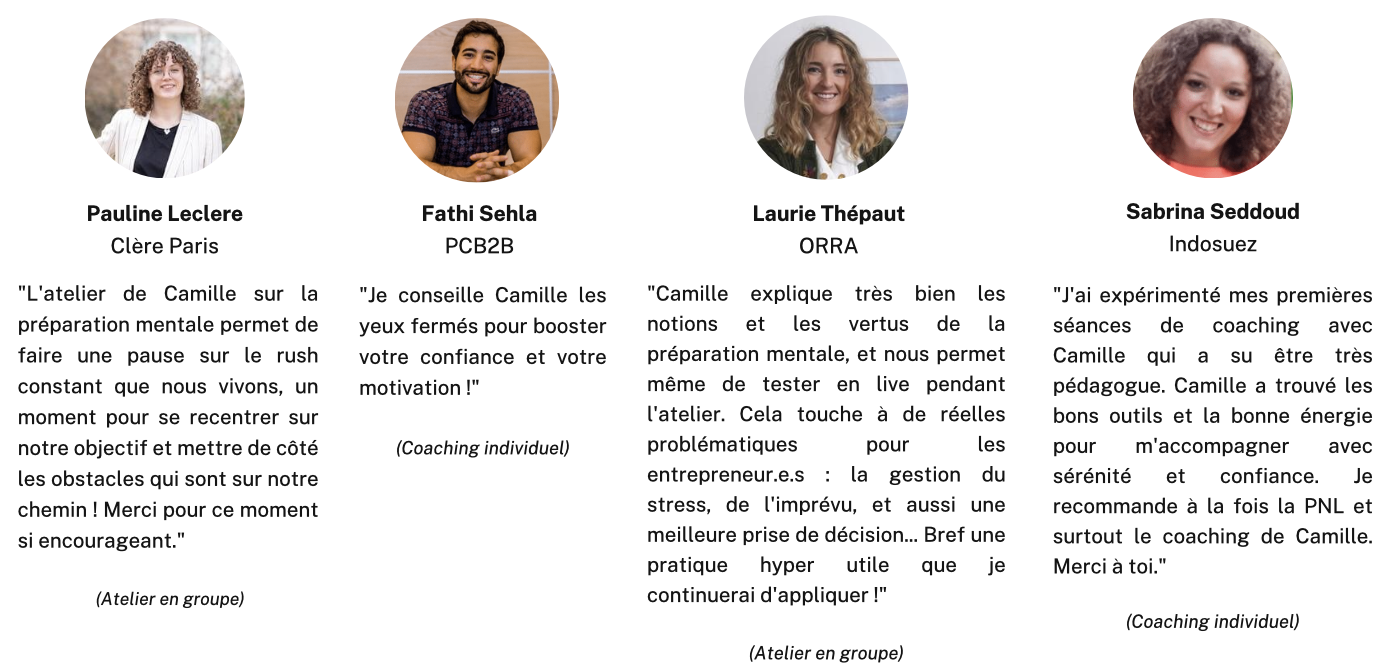 Pauline Leclere
Clère Paris
"L'atelier de Camille sur la
préparation mentale permet de
faire une pause sur le rush
constant que nous vivons, un
moment pour se recentrer sur
notre objectif et mettre de côté
les obstacles qui sont sur notre
chemin ! Merci pour ce moment
si encourageant."
(Atelier en groupe)
Fathi Sehla
PCB2B
"Je conseille Camille les
yeux fermés pour booster
votre confiance et votre
motivation !"
(Coaching individuel)
Laurie Thépaut
ORRA
"Camille explique très bien les
notions et les vertus de la
préparation mentale, et nous permet
même de tester en live pendant
l'atelier. Cela touche à de réelles
problématiques pour les
entrepreneur.e.s : la gestion du
stress, de l'imprévu, et aussi une
meilleure prise de décision... Bref une
pratique hyper utile que je
continuerai d'appliquer !"
(Atelier en groupe)
Sabrina Seddoud
Indosuez
"J'ai expérimenté mes premières
séances de coaching avec
Camille qui a su être très
pédagogue. Camille a trouvé les
bons outils et la bonne énergie
pour m'accompagner avec
sérénité et confiance. Je
recommande à la fois la PNL et
surtout le coaching de Camille.
Merci à toi."
(Coaching individuel)